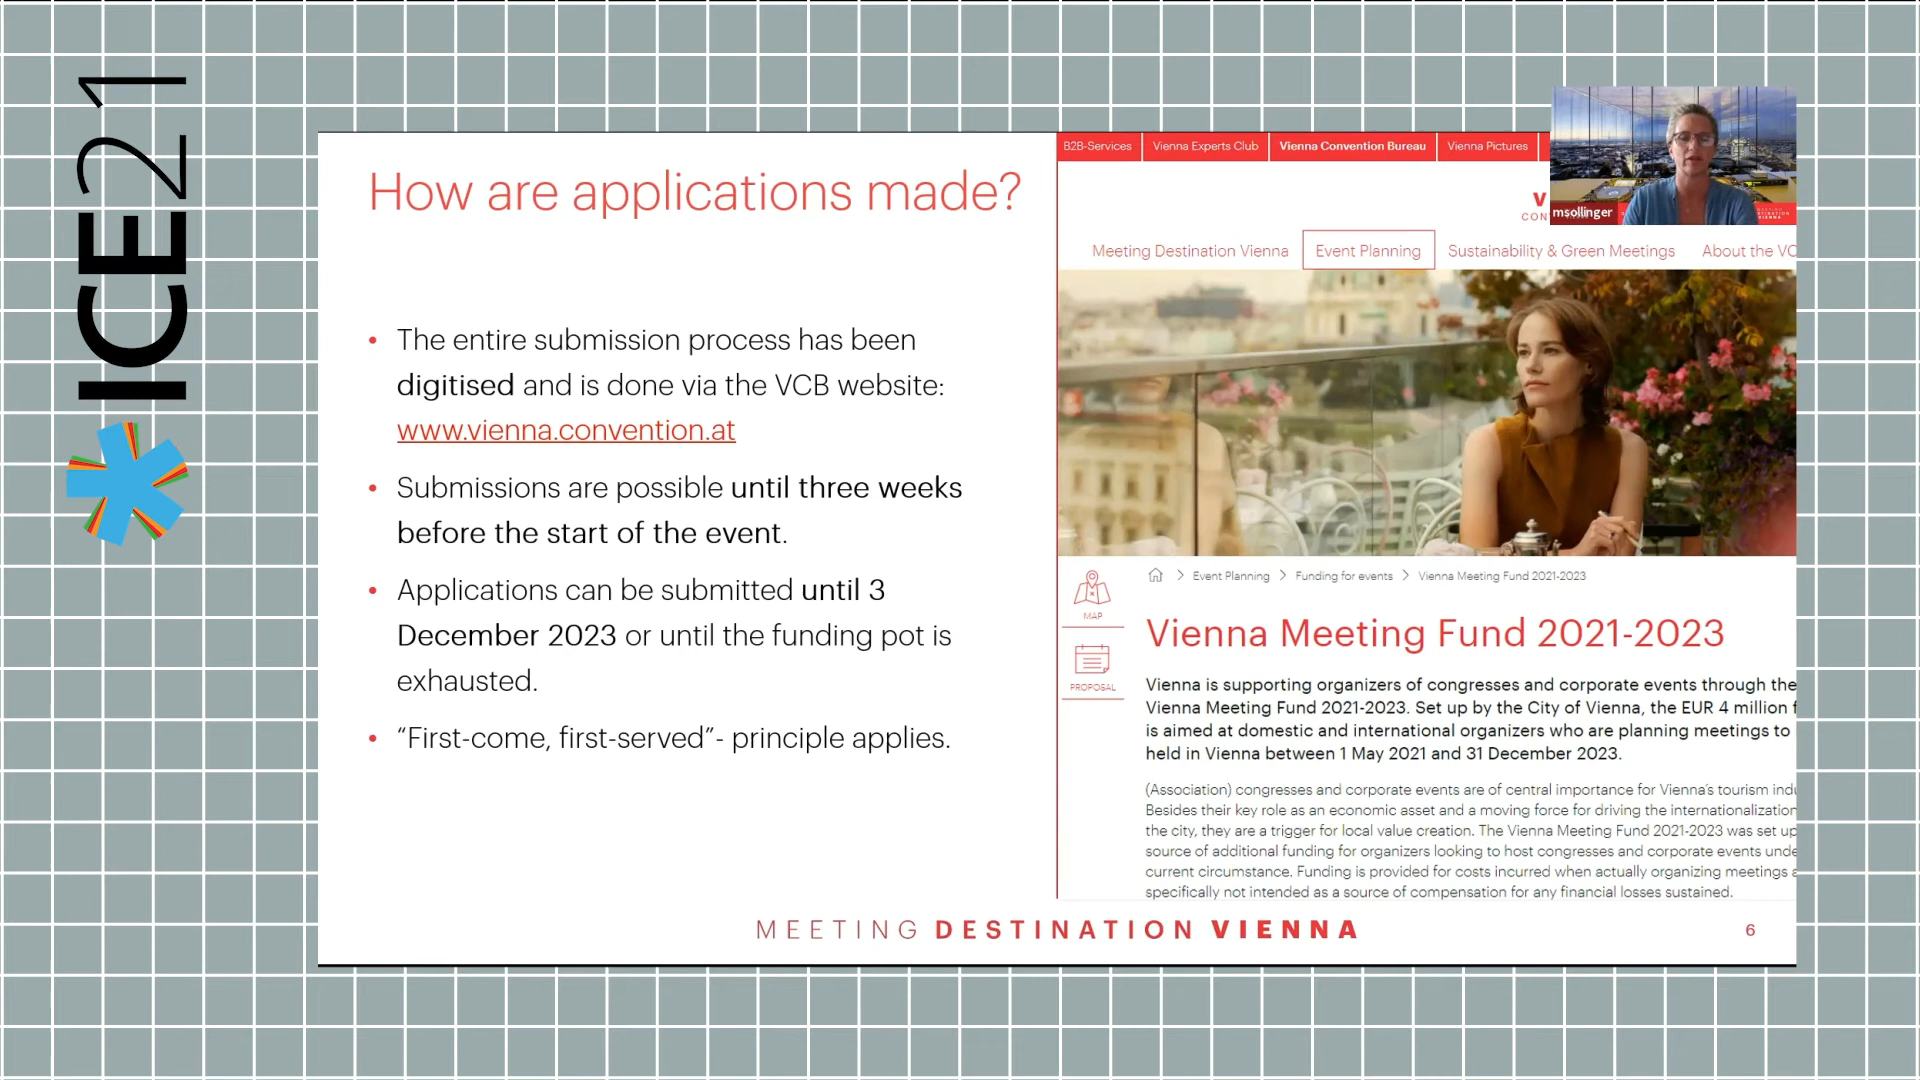 ICE21
How are applications made?
• The entire submission process has been
digitised and is done via the VCB website:
www.vienna.convention.at
• Submissions are possible until three weeks
before the start of the event.
• Applications can be submitted until 3
December 2023 or until the funding pot is
exhausted.
• “First-come, first-served”- principle applies.
B2B-Services
Vienna Experts Club
Vienna Convention Bureau
Vienna Pictures
V
CON
msollinger
Meeting Destination Vienna
Event Planning
Sustainability & Green Meetings
About the VC
Event Planning > Funding for events > Vienna Meeting Fund 2021-2023
MAP
PROPOSAL
Vienna Meeting Fund 2021-2023
Vienna is supporting organizers of congresses and corporate events through the
Vienna Meeting Fund 2021-2023. Set up by the City of Vienna, the EUR 4 million f
is aimed at domestic and international organizers who are planning meetings to
held in Vienna between 1 May 2021 and 31 December 2023.
(Association) congresses and corporate events are of central importance for Vienna's tourism indu
Besides their key role as an economic asset and a moving force for driving the internationalization
the city, they are a trigger for local value creation. The Vienna Meeting Fund 2021-2023 was set up
source of additional funding for organizers looking to host congresses and corporate events unde
current circumstance. Funding is provided for costs incurred when actually organizing meetings a
specifically not intended as a source of compensation for any financial losses sustained.
MEETING DESTINATION VIENNA
6